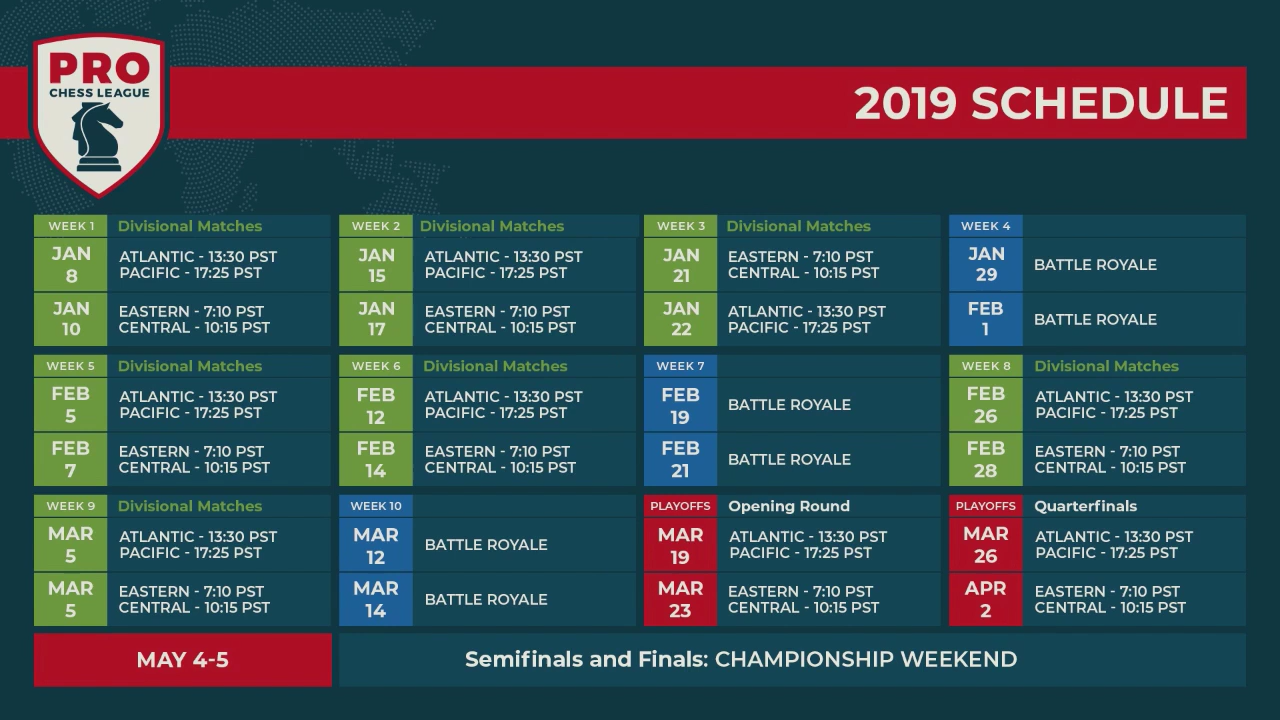 PRO
CHESS LEAGUE
2019 SCHEDULE
WEEK 1 Divisional Matches
JAN 8
ATLANTIC - 13:30 PST
PACIFIC - 17:25 PST
JAN 10
EASTERN - 7:10 PST
CENTRAL - 10:15 PST
WEEK 2 Divisional Matches
JAN 15
ATLANTIC - 13:30 PST
PACIFIC - 17:25 PST
JAN 17
EASTERN - 7:10 PST
CENTRAL - 10:15 PST
WEEK 3 Divisional Matches
JAN 21
EASTERN - 7:10 PST
CENTRAL - 10:15 PST
JAN 22
ATLANTIC - 13:30 PST
PACIFIC - 17:25 PST
WEEK 4
JAN 29
BATTLE ROYALE
FEB 1
BATTLE ROYALE
WEEK 5 Divisional Matches
FEB 5
ATLANTIC - 13:30 PST
PACIFIC - 17:25 PST
FEB 7
EASTERN - 7:10 PST
CENTRAL - 10:15 PST
WEEK 6 Divisional Matches
FEB 12
ATLANTIC - 13:30 PST
PACIFIC - 17:25 PST
FEB 14
EASTERN - 7:10 PST
CENTRAL - 10:15 PST
WEEK 7
FEB 19
BATTLE ROYALE
FEB 21
BATTLE ROYALE
WEEK 8 Divisional Matches
FEB 26
ATLANTIC - 13:30 PST
PACIFIC - 17:25 PST
FEB 28
EASTERN - 7:10 PST
CENTRAL - 10:15 PST
WEEK 9 Divisional Matches
MAR 5
ATLANTIC - 13:30 PST
PACIFIC - 17:25 PST
MAR 5
EASTERN - 7:10 PST
CENTRAL - 10:15 PST
WEEK 10
MAR 12
BATTLE ROYALE
MAR 14
BATTLE ROYALE
PLAYOFFS Opening Round
MAR 19
ATLANTIC - 13:30 PST
PACIFIC - 17:25 PST
MAR 23
EASTERN - 7:10 PST
CENTRAL - 10:15 PST
PLAYOFFS Quarterfinals
MAR 26
ATLANTIC - 13:30 PST
PACIFIC - 17:25 PST
APR 2
EASTERN - 7:10 PST
CENTRAL - 10:15 PST
MAY 4-5
Semifinals and Finals: CHAMPIONSHIP WEEKEND